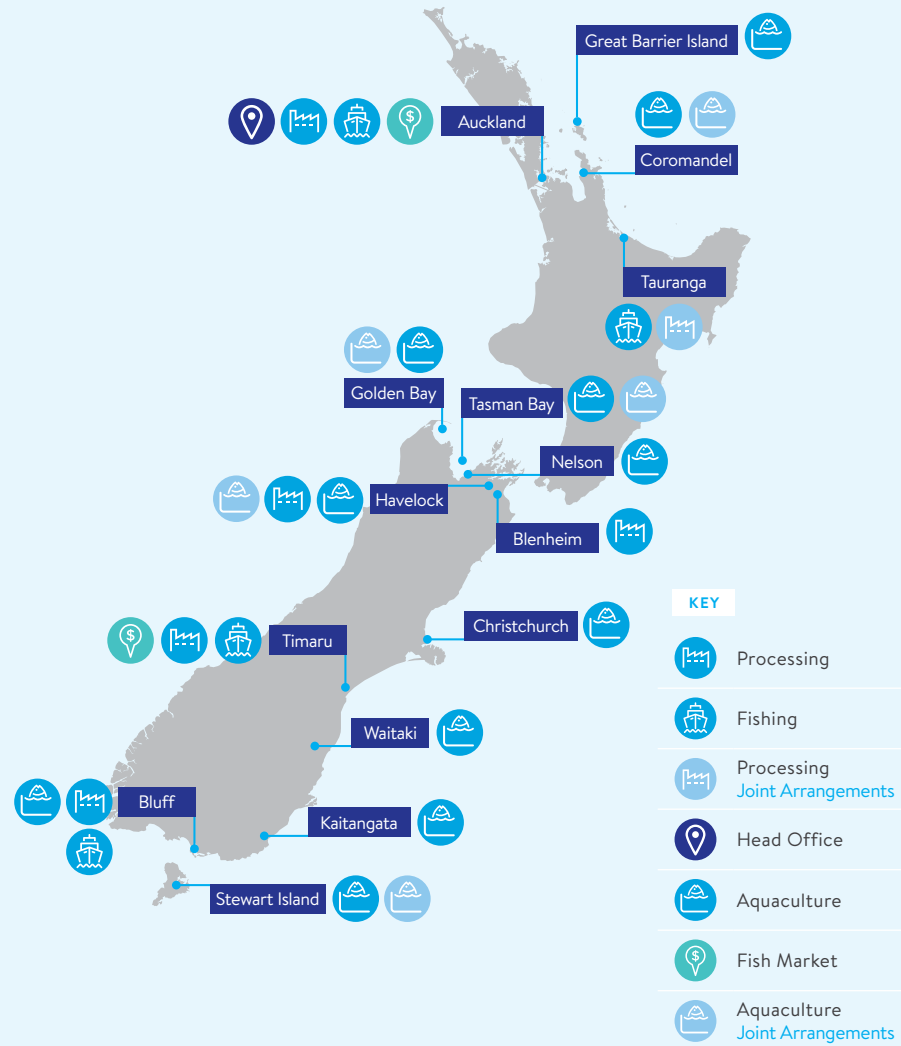 Great Barrier Island
Auckland
Coromandel
Tauranga
Golden Bay
Tasman Bay
Nelson
Havelock
Blenheim
Christchurch
Timaru
Waitaki
Bluff
Kaitangata
Stewart Island
KEY
Processing
Fishing
Processing
Joint Arrangements
Head Office
Aquaculture
Fish Market
Aquaculture
Joint Arrangements